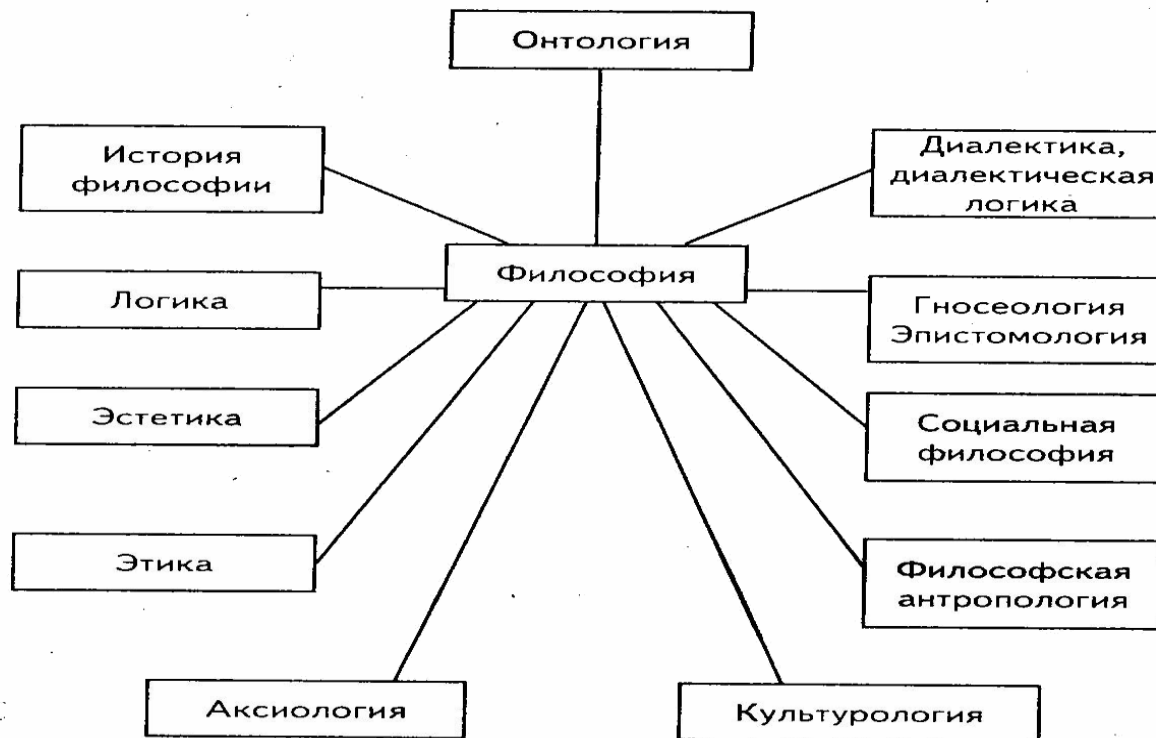 Онтология
История
философии
Диалектика,
диалектическая
логика
Философия
Логика
Гносеология
Эпистомология
Эстетика
Социальная
философия
Этика
Философская
антропология
Аксиология
Культурология